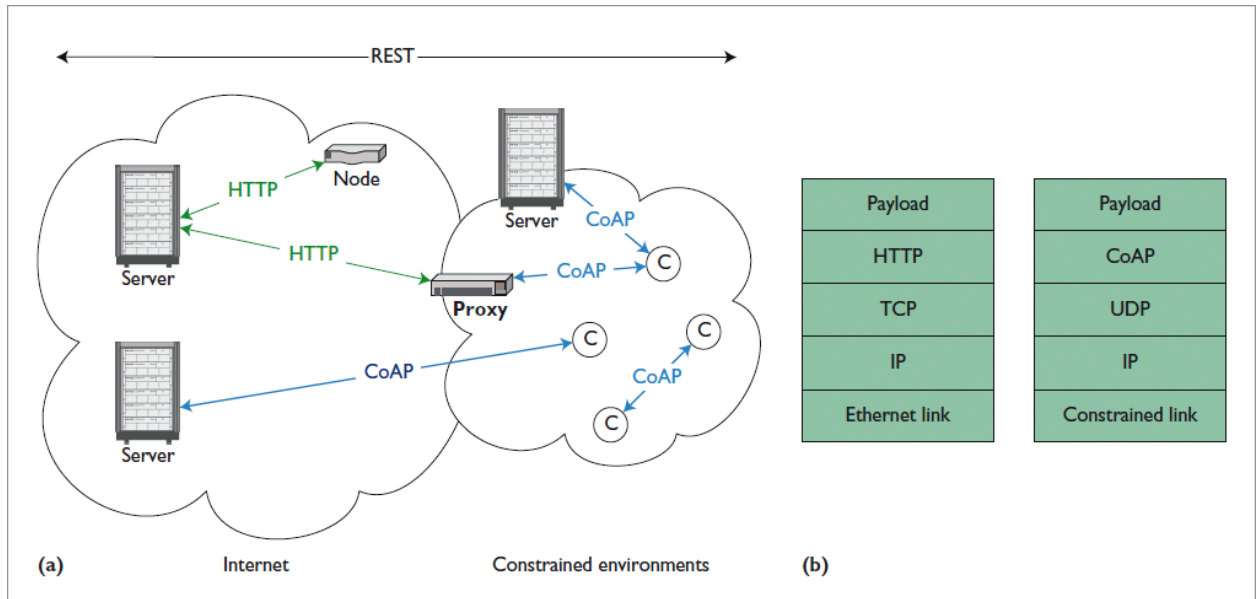 REST
Node
HTTP
Server
HTTP
Server
CoAP
CoAP
C
Proxy
C
C
CoAP
CoAP
C
Server
(a)
Internet
Constrained environments
Payload
HTTP
TCP
IP
Ethernet link
Payload
CoAP
UDP
IP
Constrained link
(b)